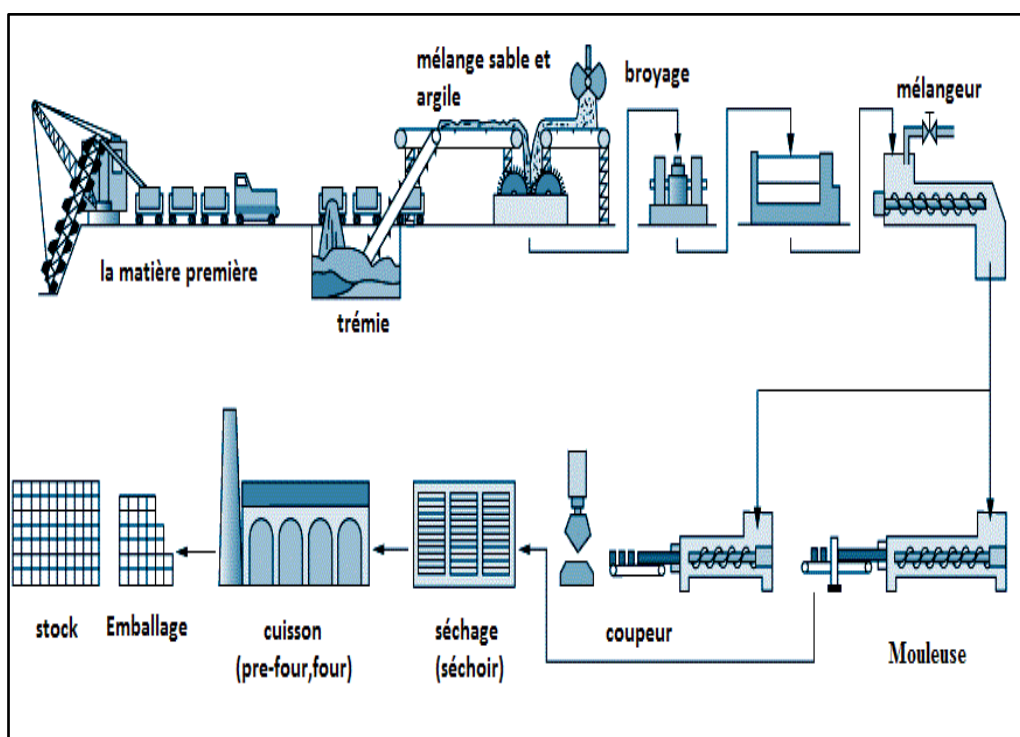 mélange sable et
argile
broyage
mélangeur
la matière première
trémie
stock
Emballage
cuisson
(pre-four,four)
séchage
(séchoir)
coupeur
Mouleuse